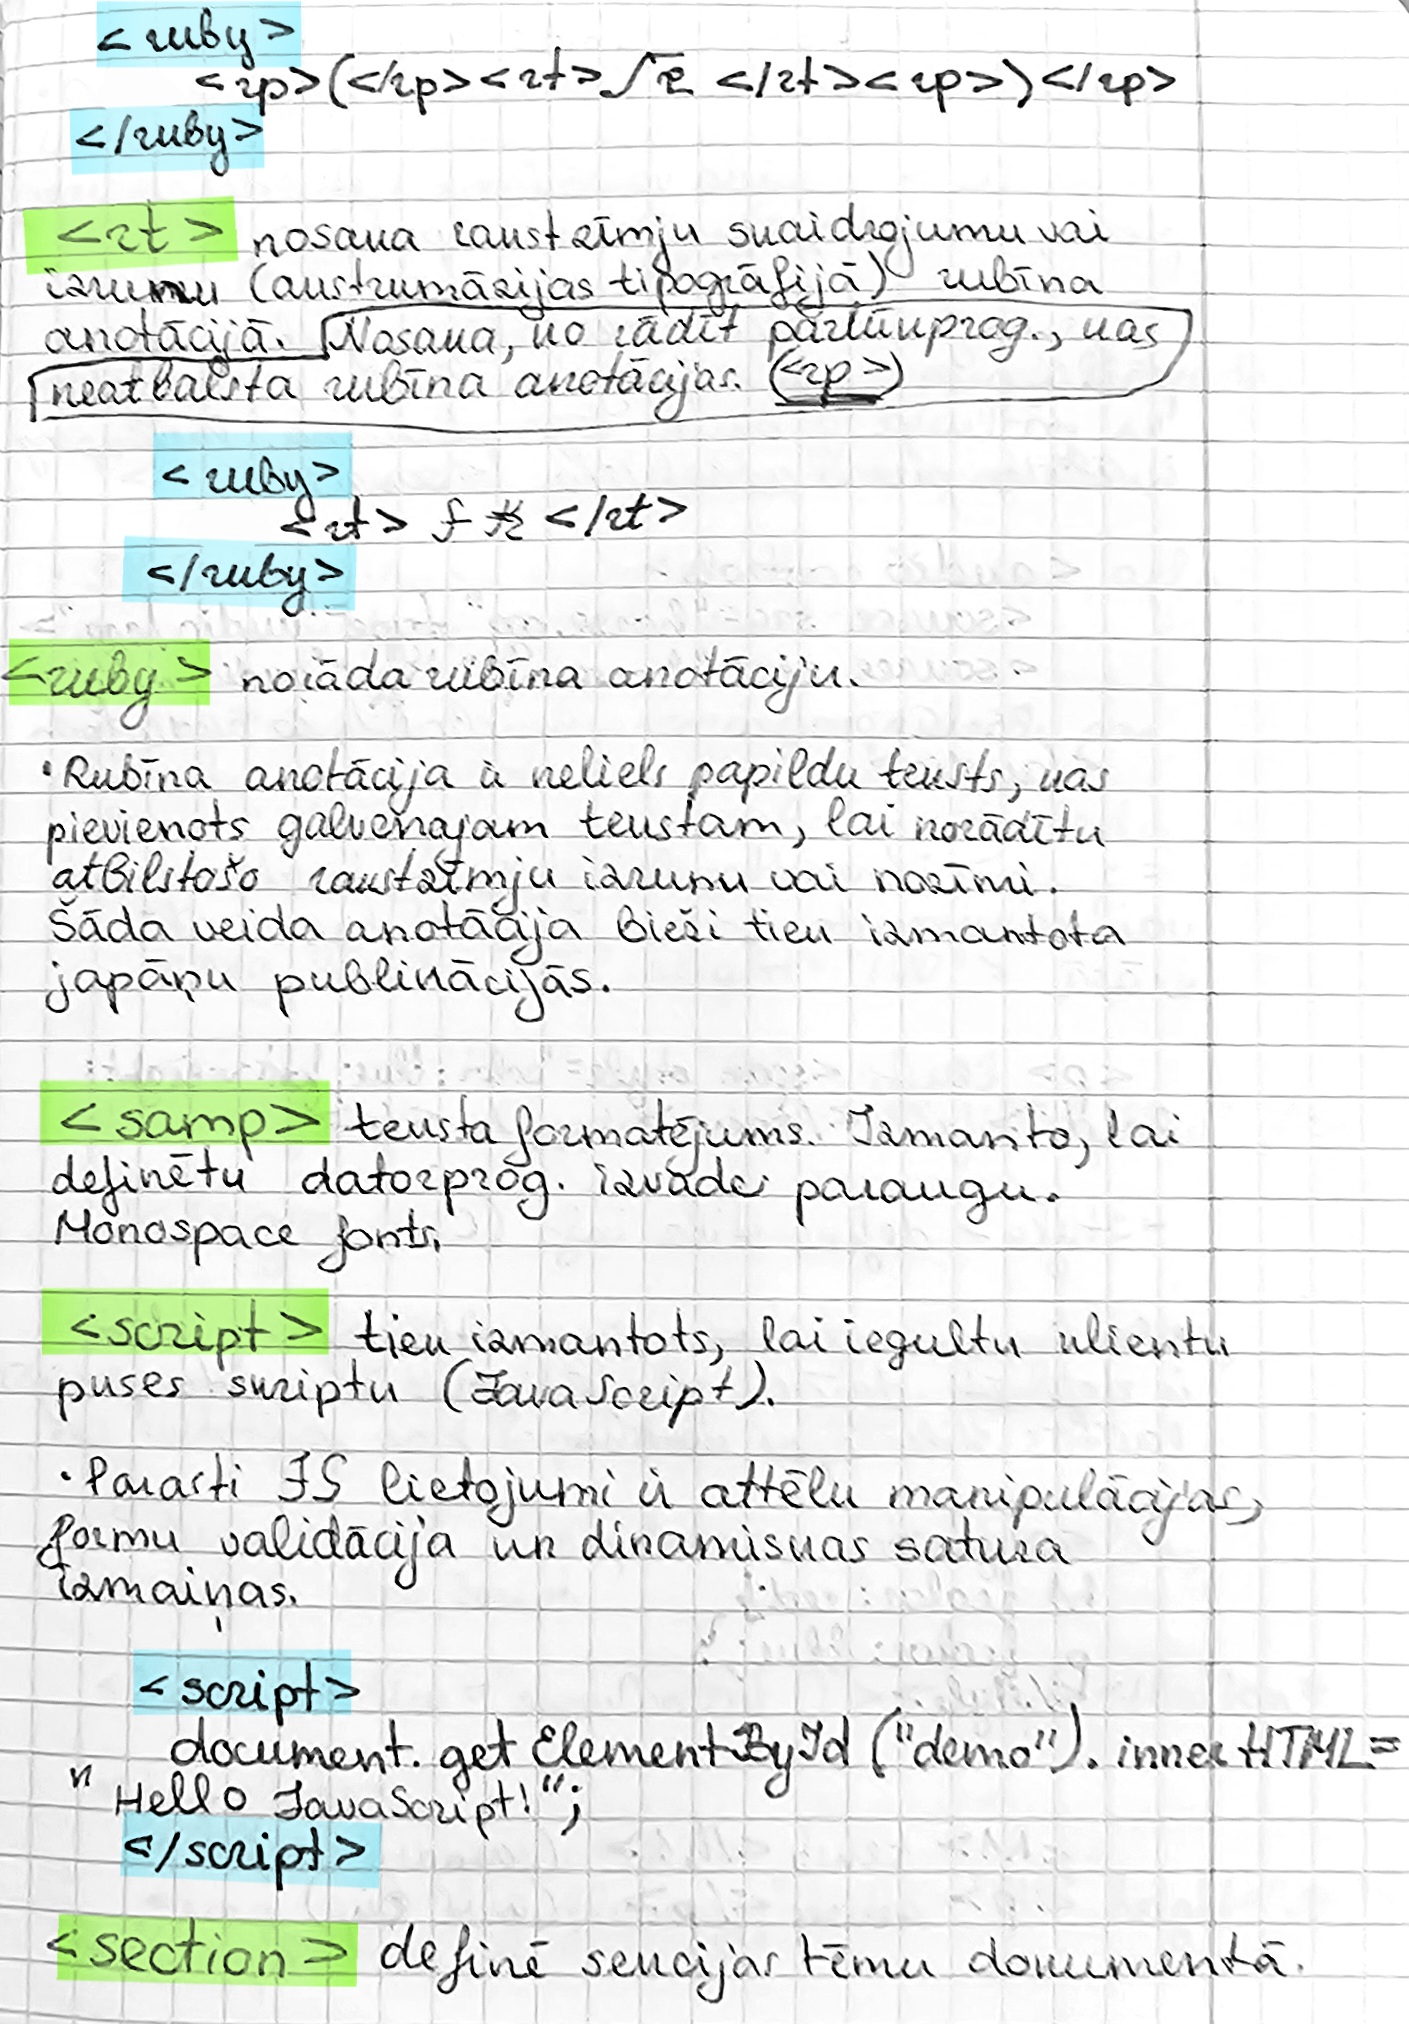 <ruby>
<rp>(</rp><rt> </rt><rp>)</rp>
</ruby>
<rt> nosaka rakstzīmju skaidrojumu vai
izrunu (austrumāzijas tipogrāfijā) rubīna
anotācijā. Nosaka, ko rādīt pārlūkprog., kas
neatbalsta rubīna anotācijas. (<rp>)
<ruby>
<rt> </rt>
</ruby>
<ruby> norāda rubīna anotāciju.
• Rubīna anotācija ir neliels papildu teksts, kas
pievienots galvenajam tekstam, lai norādītu
atbilstošo rakstzīmju izrunu vai nozīmi.
Šāda veida anotācija bieži tiek izmantota
japāņu publikācijās.
<samp> teksta formatējums. Izmanto, lai
definētu datorprog. izvade paraugu.
Monospace fonts.
<script> tiek izmantots, lai iegultu klientu
puses skriptu (JavaScript).
• Parasti JS lietojumi ir attēlu manipulācijas,
formu validācija un dinamiskas satura
izmaiņas.
<script>
document.getElementById("demo").innerHTML=
"Hello JavaScript!";
</script>
<section> definē sekcijas tēmu dokumentā.